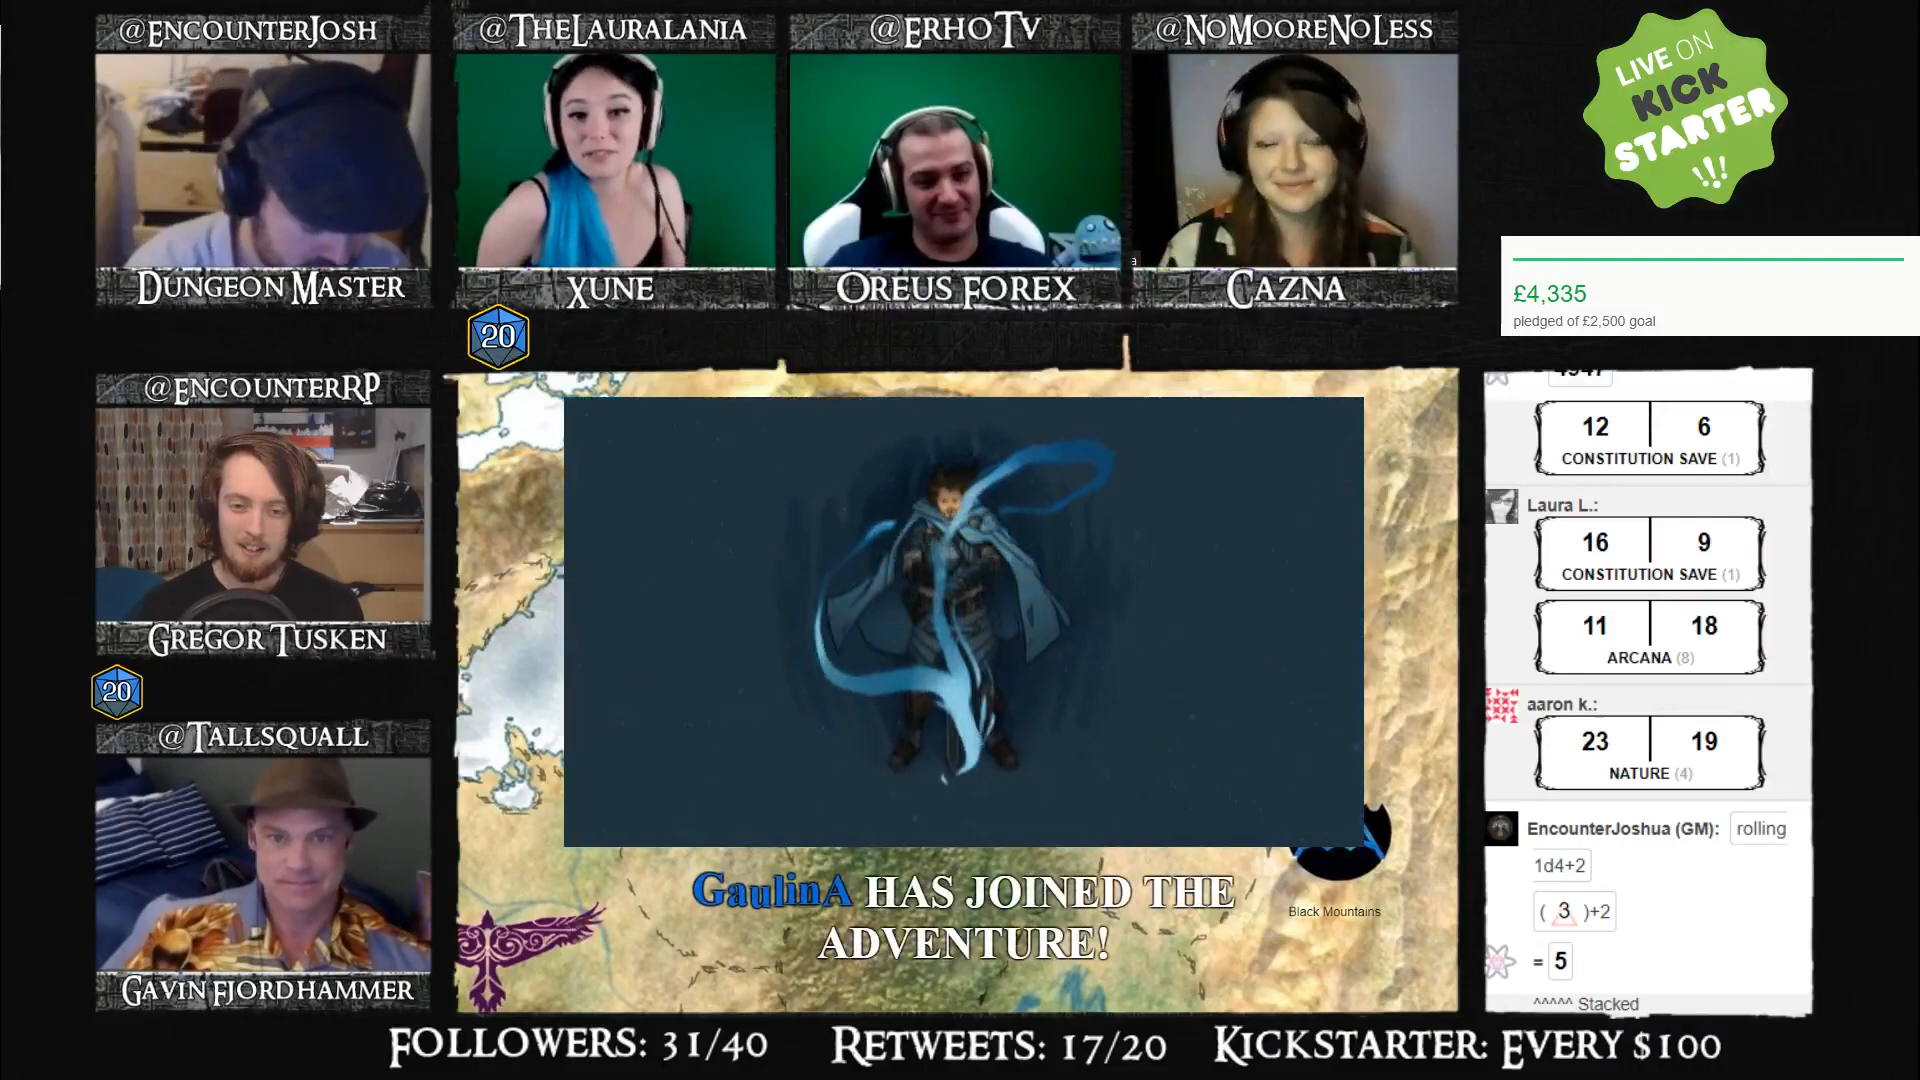 @EncounterJosh
@TheLauralania
@ErhoTv
@NoMooreNoLess
LIVE ON
KICK
STARTER
!!!
Dungeon Master
Xune
Oreus Forex
Cazna
a
£4,335
pledged of £2,500 goal
20
@EncounterRP
Gregor Tusken
20
@Tallsquall
Gavin Fjordhammer
GaulinA HAS JOINED THE
ADVENTURE!
Black Mountains
12 6
CONSTITUTION SAVE (1)
Laura L.:
16 9
CONSTITUTION SAVE (1)
11 18
ARCANA (8)
aaron k.:
23 19
NATURE (4)
EncounterJoshua (GM): rolling
1d4+2
( 3 )+2
= 5
^^^^^ Stacked
Followers: 31/40 Retweets: 17/20 Kickstarter: Every $100